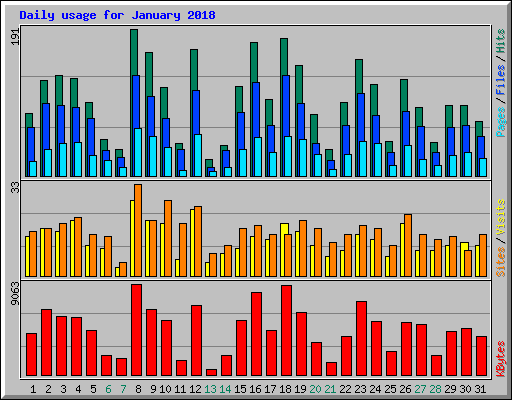 Daily usage for January 2018
191
Pages / Files / Hits
33
Sites / Visits
9063
KBytes
1 2 3 4 5 6 7 8 9 10 11 12 13 14 15 16 17 18 19 20 21 22 23 24 25 26 27 28 29 30 31